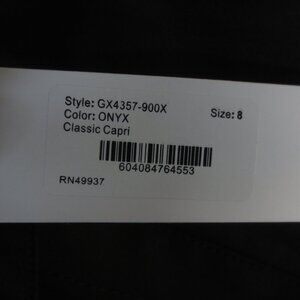 Style: GX4357-900X
Color: ONYX
Size: 8
Classic Capri
604084764553
RN49937